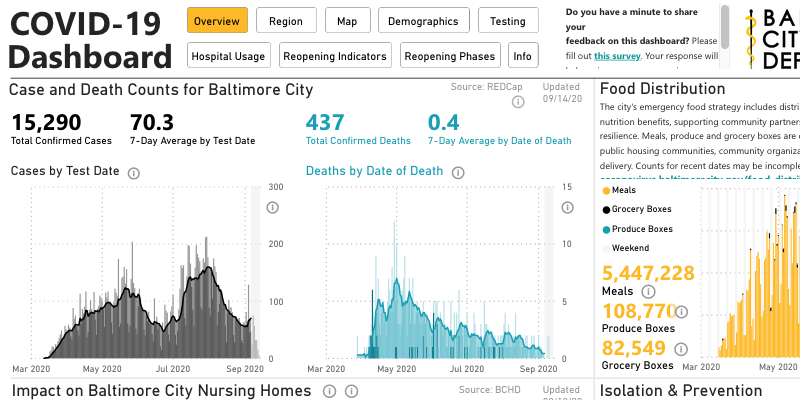 COVID-19
Dashboard
Overview
Region
Map
Demographics
Testing
Hospital Usage
Reopening Indicators
Reopening Phases
Info
Do you have a minute to share
your
feedback on this dashboard? Please
fill out this survey. Your response will
BA
CIT
DEF
Case and Death Counts for Baltimore City
Source: REDCap
Updated
09/14/20
15,290
Total Confirmed Cases
70.3
7-Day Average by Test Date
437
Total Confirmed Deaths
0.4
7-Day Average by Date of Death
Cases by Test Date
300
200
100
0
Mar 2020
May 2020
Jul 2020
Sep 2020
Deaths by Date of Death
15
10
5
0
Mar 2020
May 2020
Jul 2020
Sep 2020
Food Distribution
The city's emergency food strategy includes distri
nutrition benefits, supporting community partners
resilience. Meals, produce and grocery boxes are
public housing communities, community organiza
delivery. Counts for recent dates may be incomple
Meals
Grocery Boxes
Produce Boxes
Weekend
5,447,228
Meals
108,770
Produce Boxes
82,549
Grocery Boxes
Mar 2020
May 2020
Impact on Baltimore City Nursing Homes
Source: BCHD
Updated
Isolation & Prevention